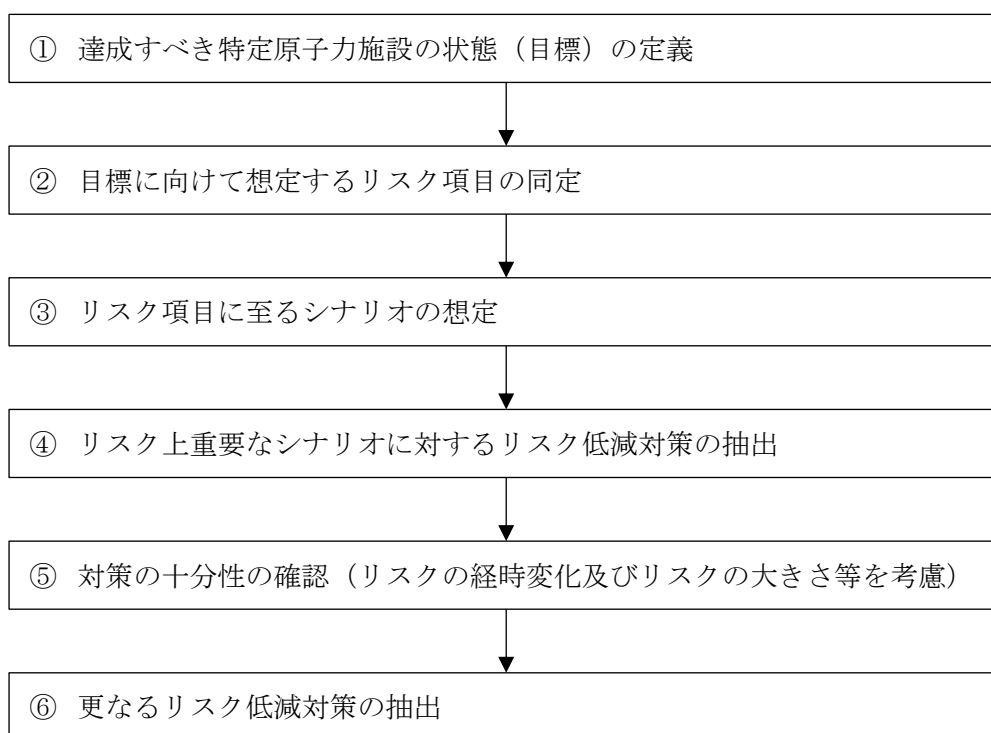 ① 達成すべき特定原子力施設の状態（目標）の定義
② 目標に向けて想定するリスク項目の同定
③ リスク項目に至るシナリオの想定
④ リスク上重要なシナリオに対するリスク低減対策の抽出
⑤ 対策の十分性の確認（リスクの経時変化及びリスクの大きさ等を考慮）
⑥ 更なるリスク低減対策の抽出